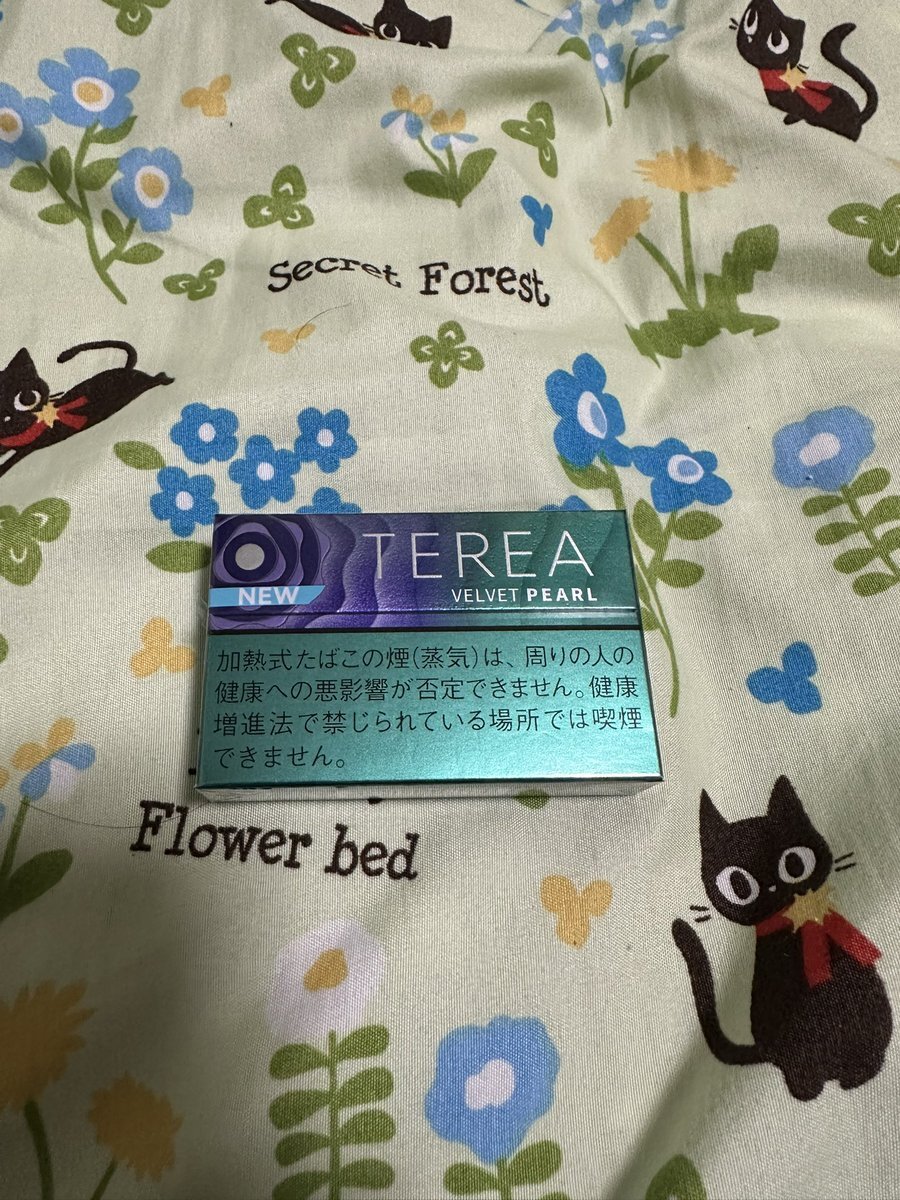 Secret Forest
TEREA
NEW
VELVET PEARL
加熱式たばこの煙(蒸気)は、周りの人の
健康への悪影響が否定できません。健康
増進法で禁じられている場所では喫煙
できません。
Flower bed